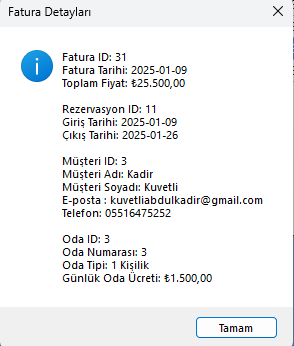 Fatura Detayları
Fatura ID: 31
Fatura Tarihi: 2025-01-09
Toplam Fiyat: ₺25.500,00
Rezervasyon ID: 11
Giriş Tarihi: 2025-01-09
Çıkış Tarihi: 2025-01-26
Müşteri ID: 3
Müşteri Adı: Kadir
Müşteri Soyadı: Kuvetli
E-posta : kuvetliabdulkadir@gmail.com
Telefon: 05516475252
Oda ID: 3
Oda Numarası: 3
Oda Tipi: 1 Kişilik
Günlük Oda Ücreti: ₺1.500,00
Tamam